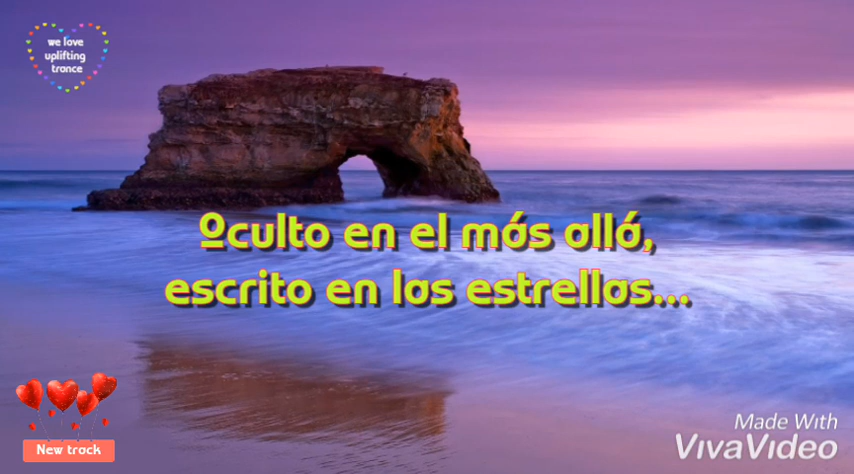 we love
uplifting
trance
Oculto en el más allá,
escrito en las estrellas...
New track
Made With
VivaVideo